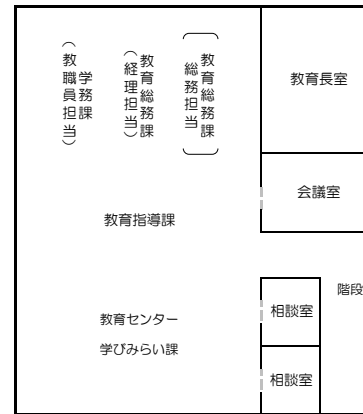 教育総務課
総務担当
教育総務課
（経理担当）
学務課
（教職員担当）
教育長室
会議室
教育指導課
階段
相談室
教育センター
学びみらい課
相談室